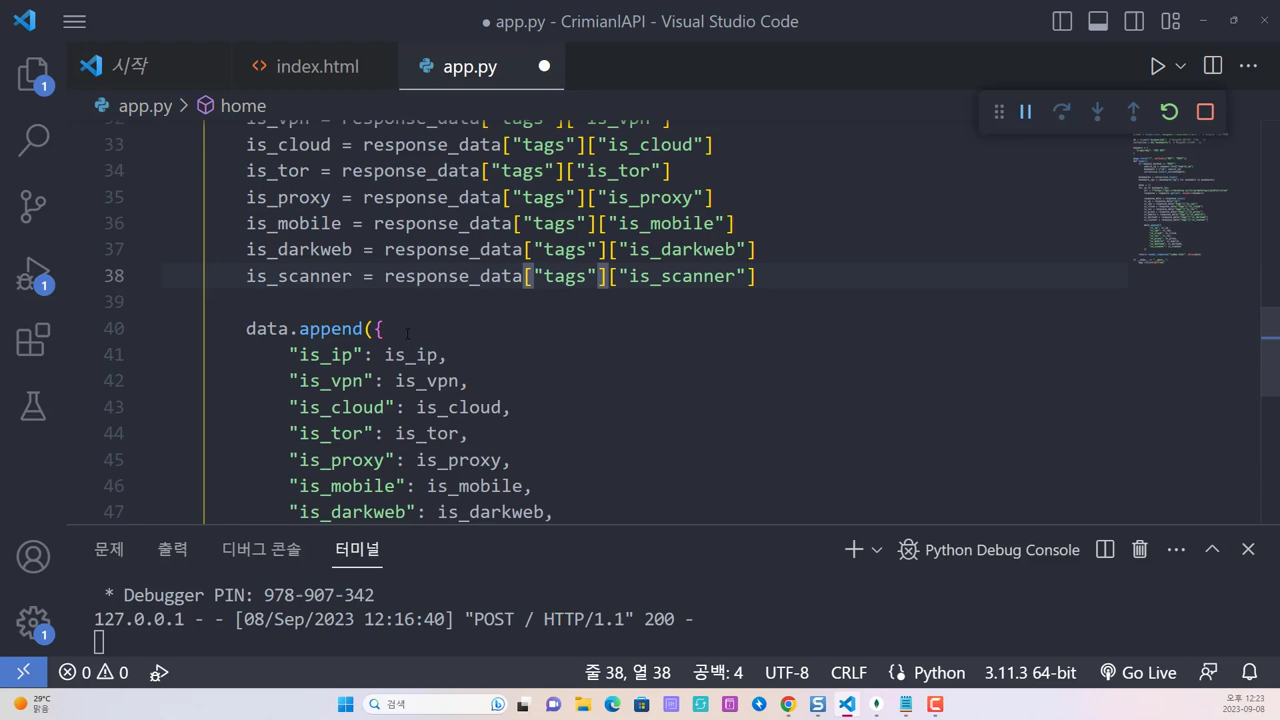 app.py - CrimianlAPI - Visual Studio Code
시작
index.html
app.py
app.py > home
is_vpn = response_data["tags"]["is_vpn"]
33 is_cloud = response_data["tags"]["is_cloud"]
34 is_tor = response_data["tags"]["is_tor"]
35 is_proxy = response_data["tags"]["is_proxy"]
36 is_mobile = response_data["tags"]["is_mobile"]
37 is_darkweb = response_data["tags"]["is_darkweb"]
38 is_scanner = response_data["tags"]["is_scanner"]
39
40 data.append({
41 "is_ip": is_ip,
42 "is_vpn": is_vpn,
43 "is_cloud": is_cloud,
44 "is_tor": is_tor,
45 "is_proxy": is_proxy,
46 "is_mobile": is_mobile,
47 "is_darkweb": is_darkweb,
1
1
1
문제 출력 디버그 콘솔 터미널 Python Debug Console
* Debugger PIN: 978-907-342
127.0.0.1 - - [08/Sep/2023 12:16:40] "POST / HTTP/1.1" 200 -
0 0 줄 38, 열 38 공백: 4 UTF-8 CRLF Python 3.11.3 64-bit Go Live
29°C
맑음
검색
오후 12:23
2023-09-08